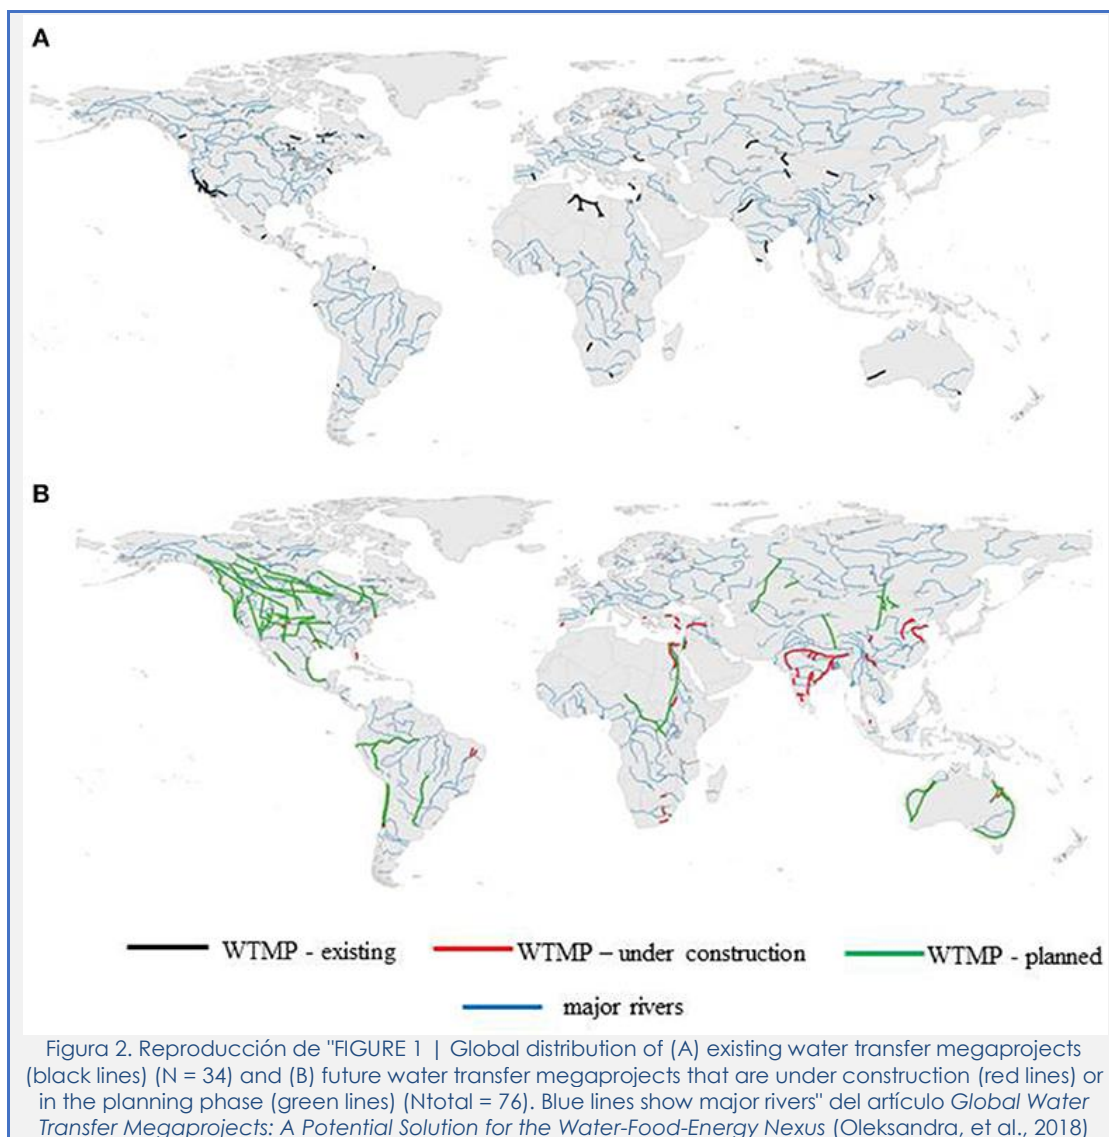 A
B
WTMP - existing
WTMP – under construction
WTMP - planned
major rivers
Figura 2. Reproducción de "FIGURE 1 | Global distribution of (A) existing water transfer megaprojects
(black lines) (N = 34) and (B) future water transfer megaprojects that are under construction (red lines) or
in the planning phase (green lines) (Ntotal = 76). Blue lines show major rivers" del artículo Global Water
Transfer Megaprojects: A Potential Solution for the Water-Food-Energy Nexus (Oleksandra, et al., 2018)